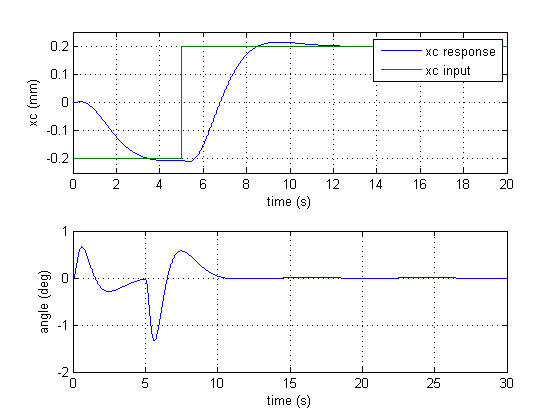 0.2
0.1
0
-0.1
-0.2
xc (mm)
xc response
xc input
0 2 4 6 8 10 12 14 16 18 20
time (s)
1
0
-1
-2
angle (deg)
0 5 10 15 20 25 30
time (s)